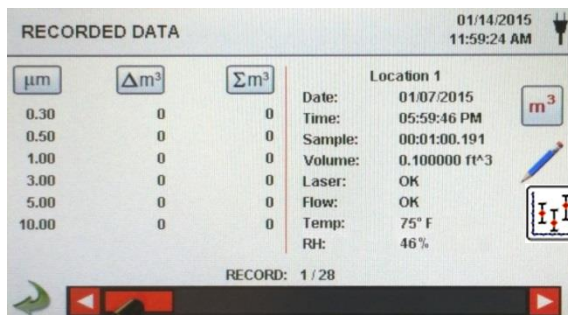 RECORDED DATA
01/14/2015
11:59:24 AM
µm Δm³ Σm³
0.30 0 0
0.50 0 0
1.00 0 0
3.00 0 0
5.00 0 0
10.00 0 0
Location 1
Date: 01/07/2015
Time: 05:59:46 PM
Sample: 00:01:00.191
Volume: 0.100000 ft^3
Laser: OK
Flow: OK
Temp: 75° F
RH: 46%
m³
RECORD: 1 / 28